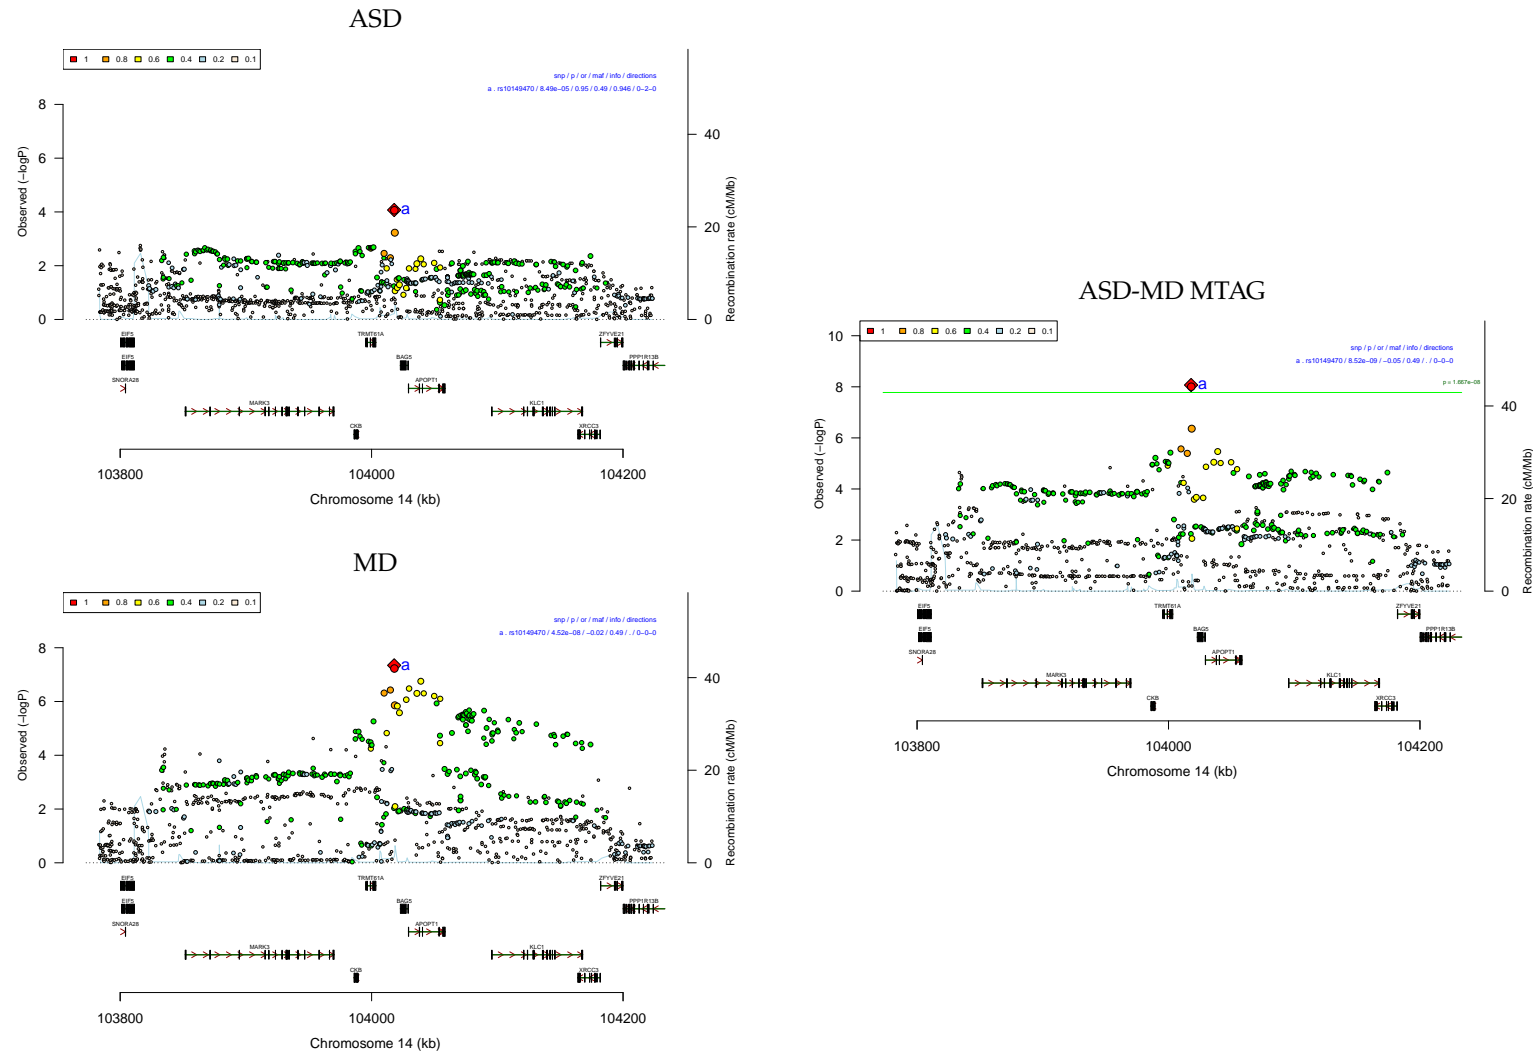 ASD
1 0.8 0.6 0.4 0.2 0.1
snp / p / or / maf / info / directions
a . rs10149470 / 8.49e−05 / 0.95 / 0.49 / 0.946 / 0−2−0
Observed (−logP)
8
6
4
2
0
a
40
20
0
Recombination rate (cM/Mb)
EIF5
TRMT61A
ZFYVE21
EIF5
BAG5
PPP1R13B
SNORA28
APOPT1
MARK3
KLC1
CKB
XRCC3
103800 104000 104200
Chromosome 14 (kb)
MD
1 0.8 0.6 0.4 0.2 0.1
snp / p / or / maf / info / directions
a . rs10149470 / 4.52e−08 / −0.02 / 0.49 / . / 0−0−0
Observed (−logP)
8
6
4
2
0
a
40
20
0
Recombination rate (cM/Mb)
EIF5
TRMT61A
ZFYVE21
EIF5
BAG5
PPP1R13B
SNORA28
APOPT1
MARK3
KLC1
CKB
XRCC3
103800 104000 104200
Chromosome 14 (kb)
ASD-MD MTAG
1 0.8 0.6 0.4 0.2 0.1
snp / p / or / maf / info / directions
a . rs10149470 / 8.52e−09 / −0.05 / 0.49 / . / 0−0−0
p = 1.667e−08
Observed (−logP)
10
8
6
4
2
0
a
40
20
0
Recombination rate (cM/Mb)
EIF5
TRMT61A
ZFYVE21
EIF5
BAG5
PPP1R13B
SNORA28
APOPT1
MARK3
KLC1
CKB
XRCC3
103800 104000 104200
Chromosome 14 (kb)